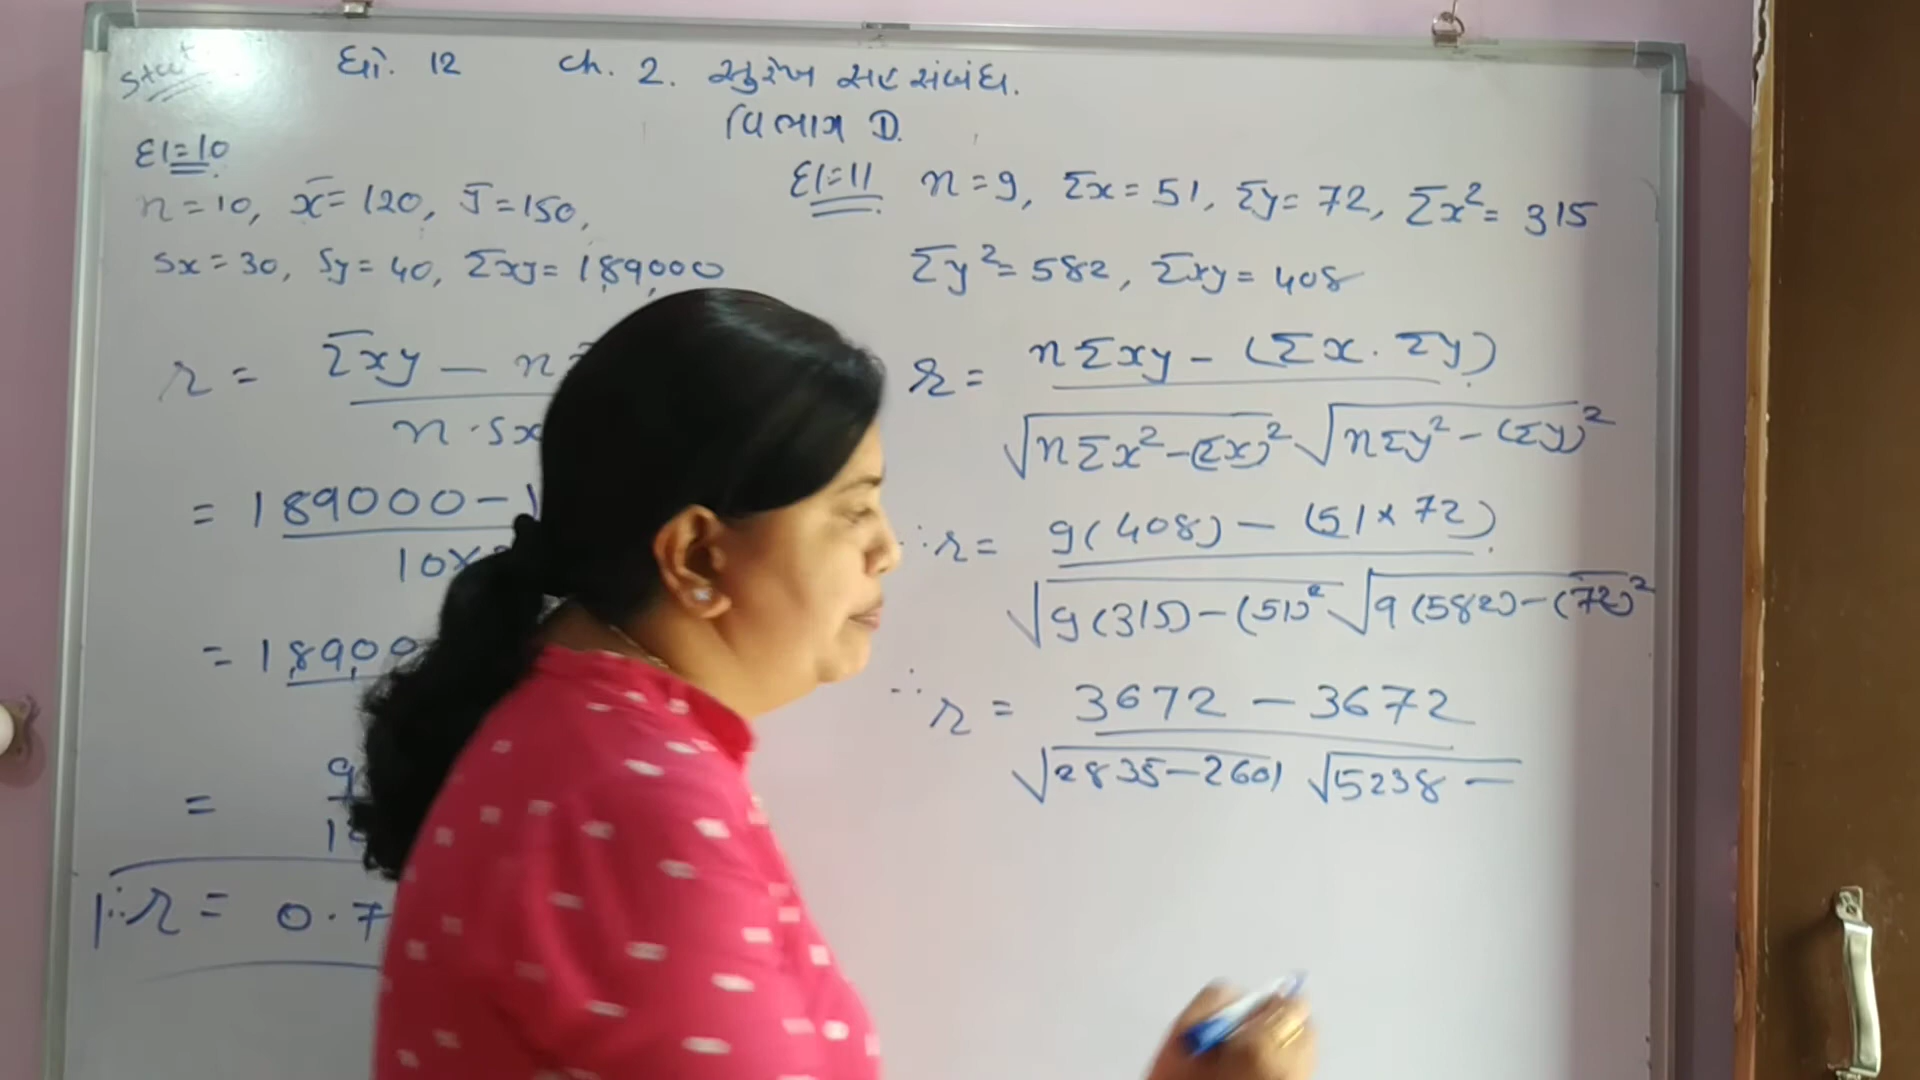 Stat
ધો. 12 ch. 2. સુરેખ સહસંબંધ.
વિભાગ D.
દા=10
n = 10, x̄ = 120, ȳ = 150,
Sx = 30, Sy = 40, Σxy = 189,000
r = Σxy – n
n · Sx
= 189000 – 1
10×
= 18900
=
∴ r = 0.7
દા=11 n = 9, Σx = 51, Σy = 72, Σx² = 315
Σy² = 582, Σxy = 408
r = nΣxy – (Σx . Σy)
√nΣx² – (Σx)² √nΣy² – (Σy)²
∴ r = 9(408) – (51 × 72)
√9(315) – (51)² √9(582) – (72)²
∴ r = 3672 – 3672
√2835 – 2601 √5238 –